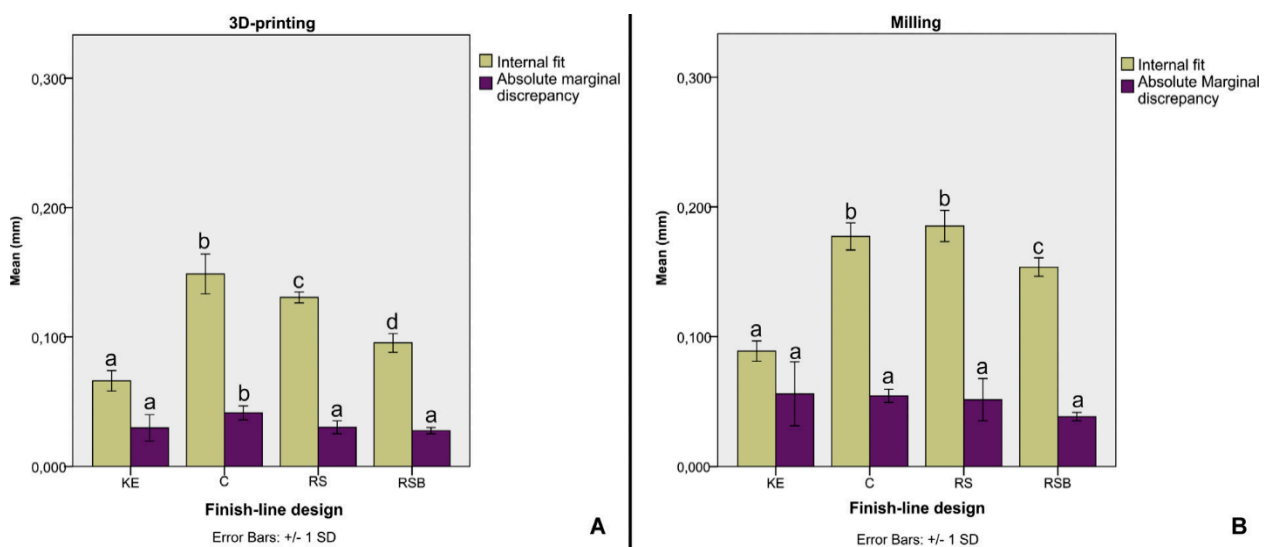 3D-printing
Internal fit
Absolute marginal
discrepancy
0,300
0,200
0,100
0,000
Mean (mm)
a
a
b
b
c
a
d
a
KE
C
RS
RSB
Finish-line design
Error Bars: +/- 1 SD
A
Milling
Internal fit
Absolute Marginal
discrepancy
0,300
0,200
0,100
0,000
Mean (mm)
a
a
b
a
b
a
c
a
KE
C
RS
RSB
Finish-line design
Error Bars: +/- 1 SD
B